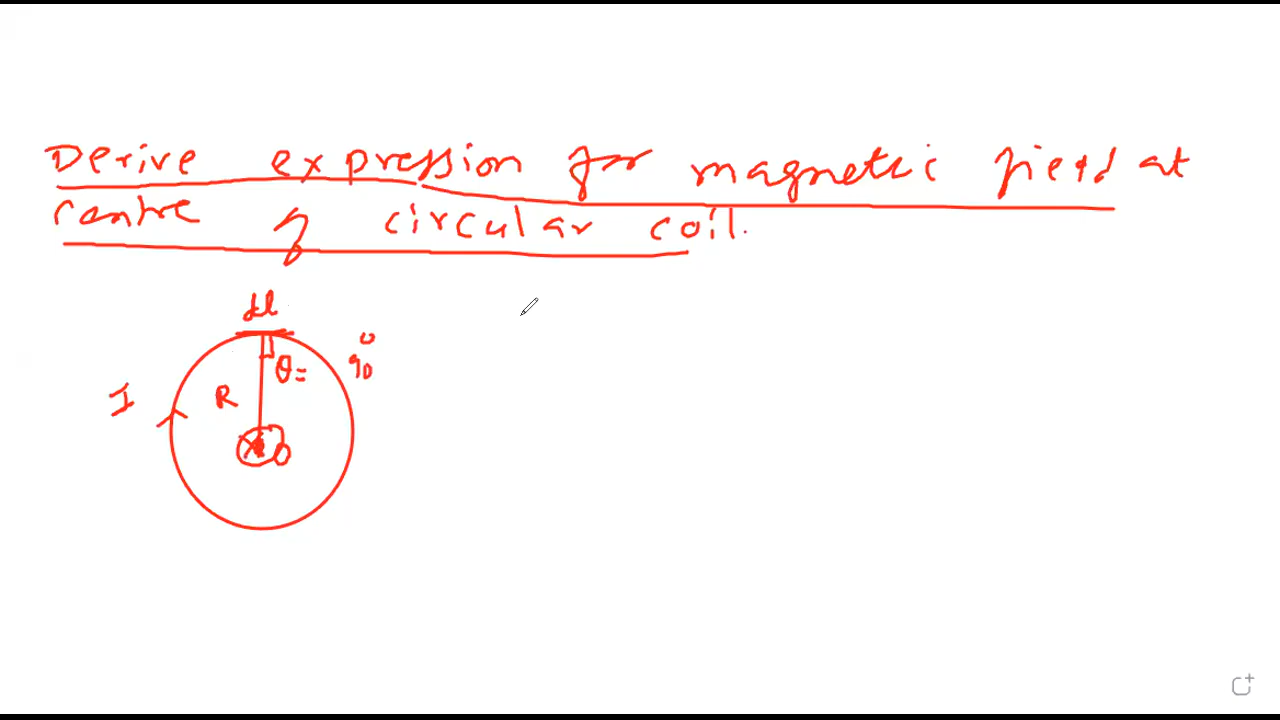 Derive expression for magnetic field at
centre of circular coil.
dl
I
R
θ = 90°
O